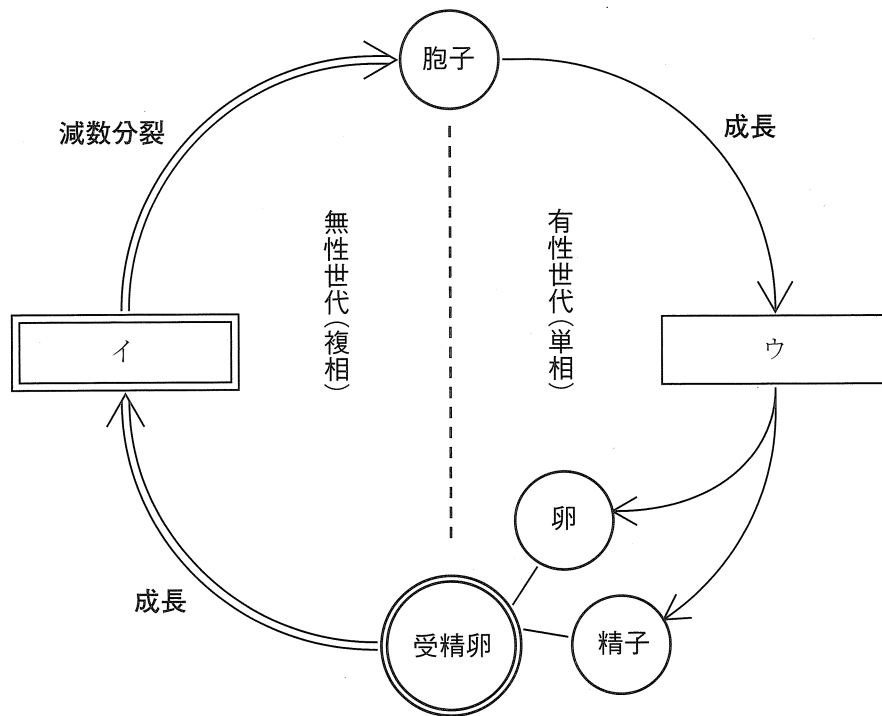 胞子
減数分裂
成長
無性世代(複相)
有性世代(単相)
イ
ウ
卵
成長
受精卵
精子